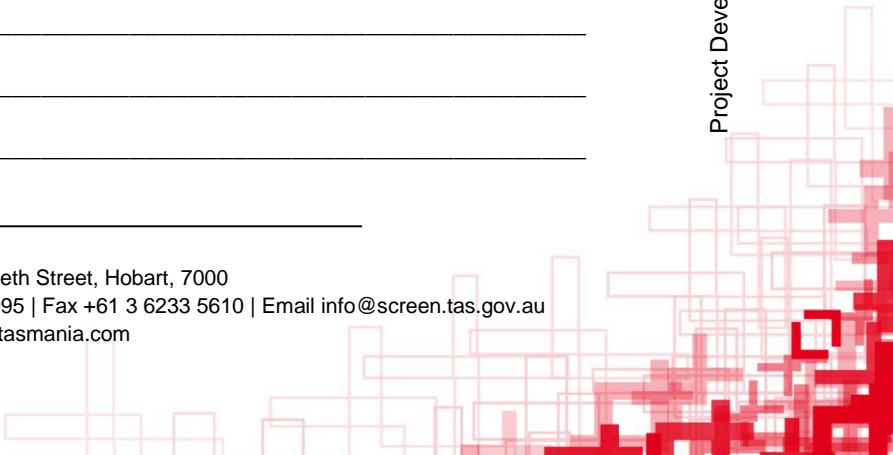 eth Street, Hobart, 7000
95 | Fax +61 3 6233 5610 | Email info@screen.tas.gov.au
tasmania.com
Project Deve